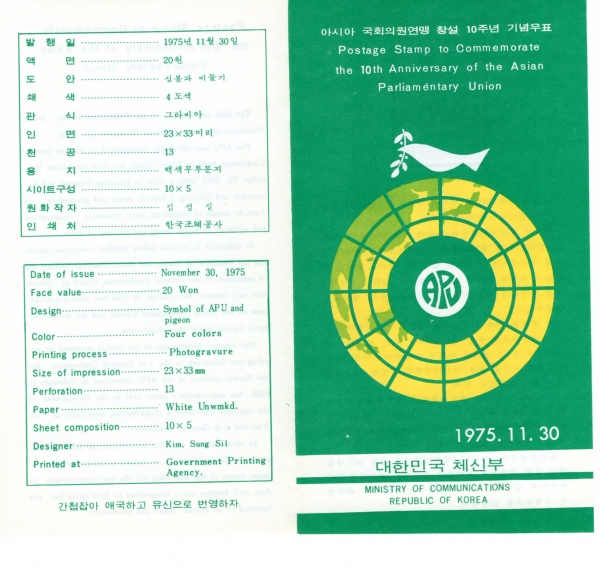 발 행 일 1975년 11월 30일
액 면 20원
도 안 심볼과 비둘기
쇄 색 4 도색
판 식 그라비아
인 면 23×33미리
천 공 13
용 지 백색무투문지
시이트구성 10×5
원 화 작 자 김 성 실
인 쇄 처 한국조폐공사
Date of issue November 30, 1975
Face value 20 Won
Design Symbol of APU and
pigeon
Color Four colors
Printing process Photogravure
Size of impression 23×33mm
Perforation 13
Paper White Unwmkd.
Sheet composition 10×5
Designer Kim, Sung Sil
Printed at Government Printing
Agency.
간첩잡아 애국하고 유신으로 번영하자.
아시아 국회의원연맹 창설 10주년 기념우표
Postage Stamp to Commemorate
the 10th Anniversary of the Asian
Parliamentary Union
APU
1975. 11. 30
대한민국 체신부
MINISTRY OF COMMUNICATIONS
REPUBLIC OF KOREA